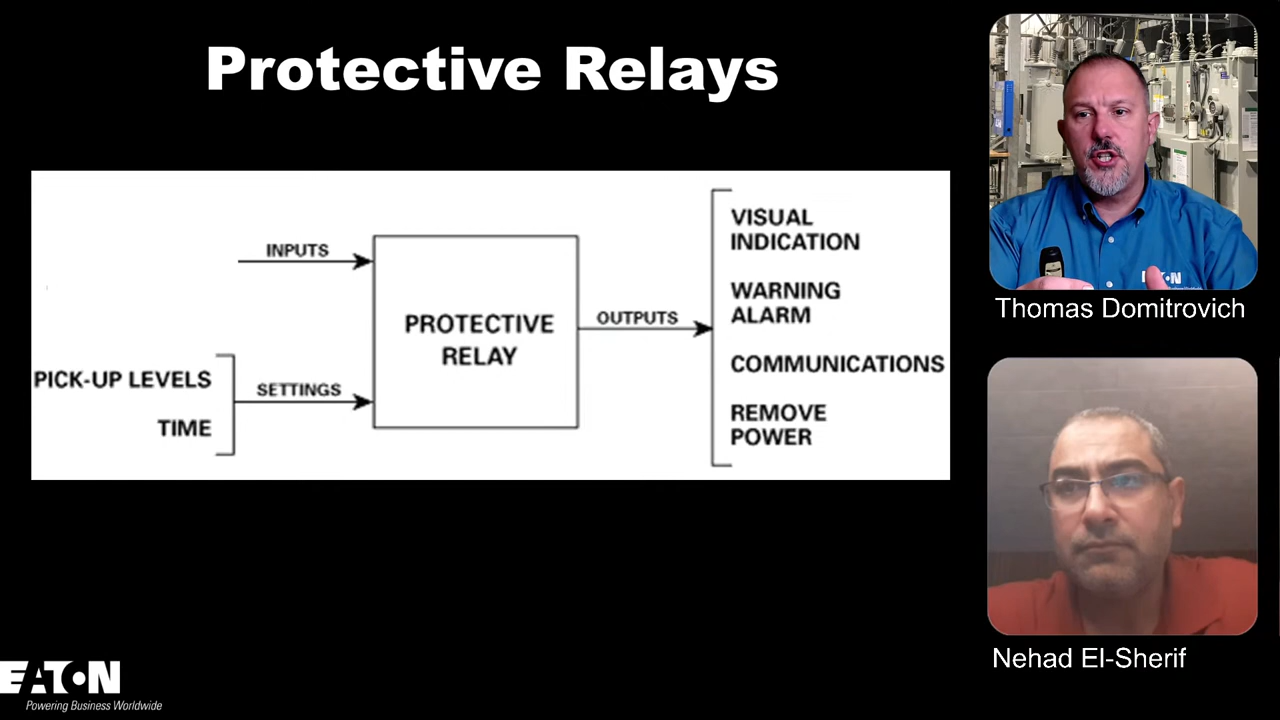 Protective Relays
INPUTS
PICK-UP LEVELS
TIME
SETTINGS
PROTECTIVE
RELAY
OUTPUTS
VISUAL
INDICATION
WARNING
ALARM
COMMUNICATIONS
REMOVE
POWER
EATON
Thomas Domitrovich
Nehad El-Sherif
EATON
Powering Business Worldwide